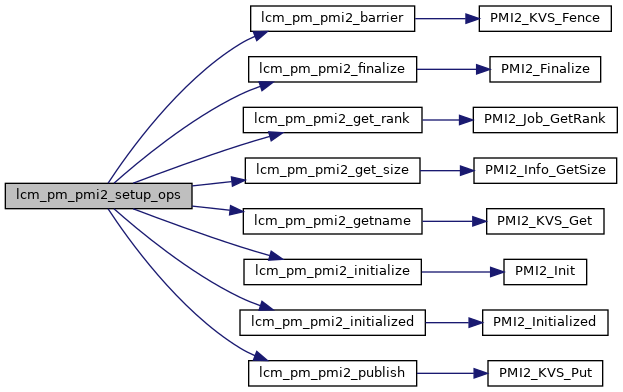 lcm_pm_pmi2_barrier
PMI2_KVS_Fence
lcm_pm_pmi2_finalize
PMI2_Finalize
lcm_pm_pmi2_get_rank
PMI2_Job_GetRank
lcm_pm_pmi2_get_size
PMI2_Info_GetSize
lcm_pm_pmi2_setup_ops
lcm_pm_pmi2_getname
PMI2_KVS_Get
lcm_pm_pmi2_initialize
PMI2_Init
lcm_pm_pmi2_initialized
PMI2_Initialized
lcm_pm_pmi2_publish
PMI2_KVS_Put